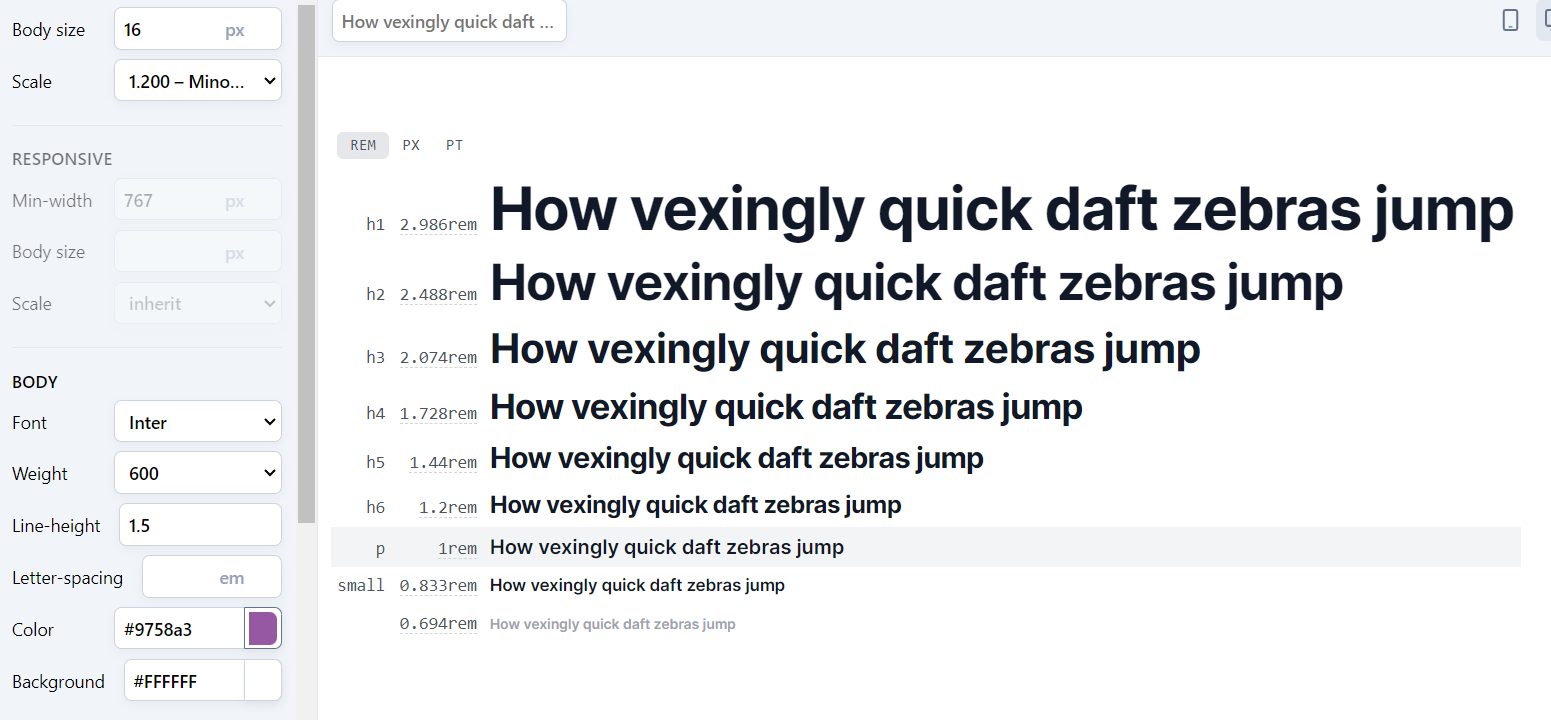 Body size 16 px
Scale 1.200 – Mino...
RESPONSIVE
Min-width 767 px
Body size px
Scale inherit
BODY
Font Inter
Weight 600
Line-height 1.5
Letter-spacing em
Color #9758a3
Background #FFFFFF
How vexingly quick daft ...
REM PX PT
h1 2.986rem How vexingly quick daft zebras jump
h2 2.488rem How vexingly quick daft zebras jump
h3 2.074rem How vexingly quick daft zebras jump
h4 1.728rem How vexingly quick daft zebras jump
h5 1.44rem How vexingly quick daft zebras jump
h6 1.2rem How vexingly quick daft zebras jump
p 1rem How vexingly quick daft zebras jump
small 0.833rem How vexingly quick daft zebras jump
0.694rem How vexingly quick daft zebras jump